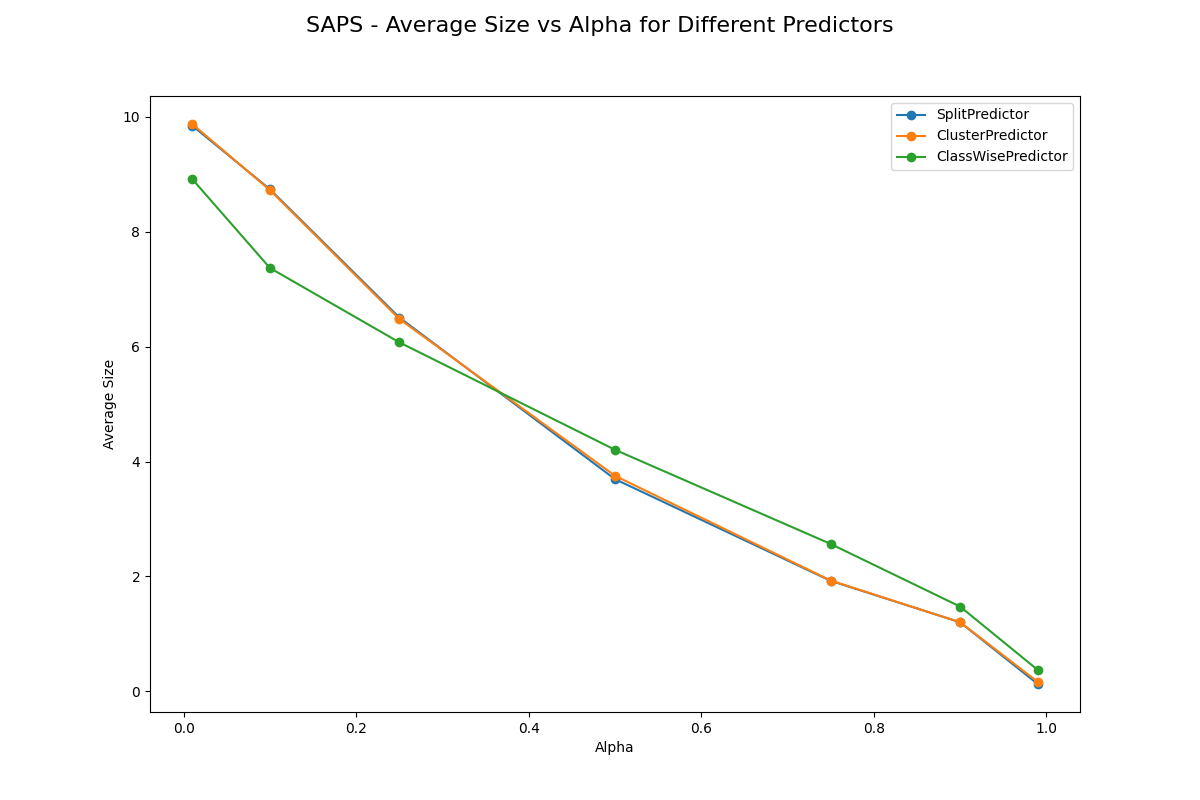 SAPS - Average Size vs Alpha for Different Predictors
SplitPredictor
ClusterPredictor
ClassWisePredictor
10
8
6
4
2
0
Average Size
0.0 0.2 0.4 0.6 0.8 1.0
Alpha